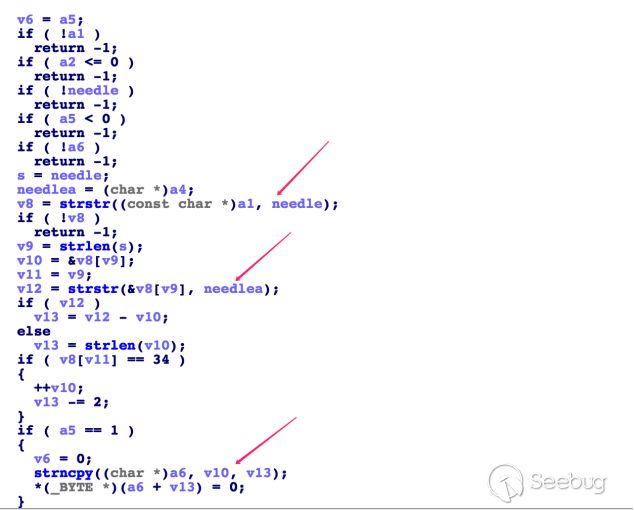 v6 = a5;
if ( !a1 )
return -1;
if ( a2 <= 0 )
return -1;
if ( !needle )
return -1;
if ( a5 < 0 )
return -1;
if ( !a6 )
return -1;
s = needle;
needlea = (char *)a4;
v8 = strstr((const char *)a1, needle);
if ( !v8 )
return -1;
v9 = strlen(s);
v10 = &v8[v9];
v11 = v9;
v12 = strstr(&v8[v9], needlea);
if ( v12 )
v13 = v12 - v10;
else
v13 = strlen(v10);
if ( v8[v11] == 34 )
{
++v10;
v13 -= 2;
}
if ( a5 == 1 )
{
v6 = 0;
strncpy((char *)a6, v10, v13);
*(_BYTE *)(a6 + v13) = 0;
}
Seebug